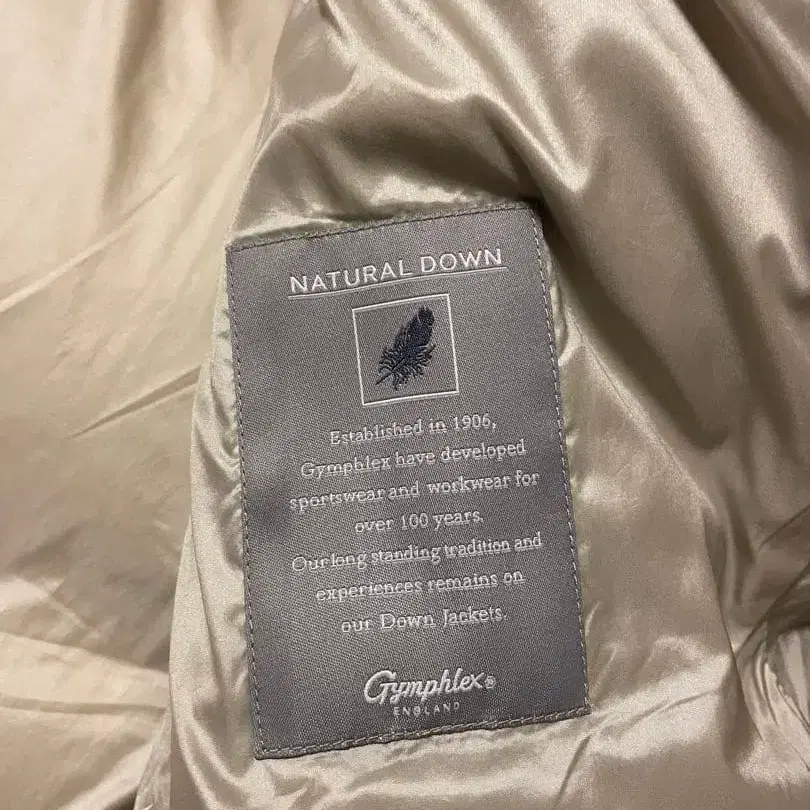 NATURAL DOWN
Established in 1906,
Gymphlex have developed
sportswear and workwear for
over 100 years.
Our long standing tradition and
experiences remains on
our Down Jackets.
Gymphlex®
ENGLAND